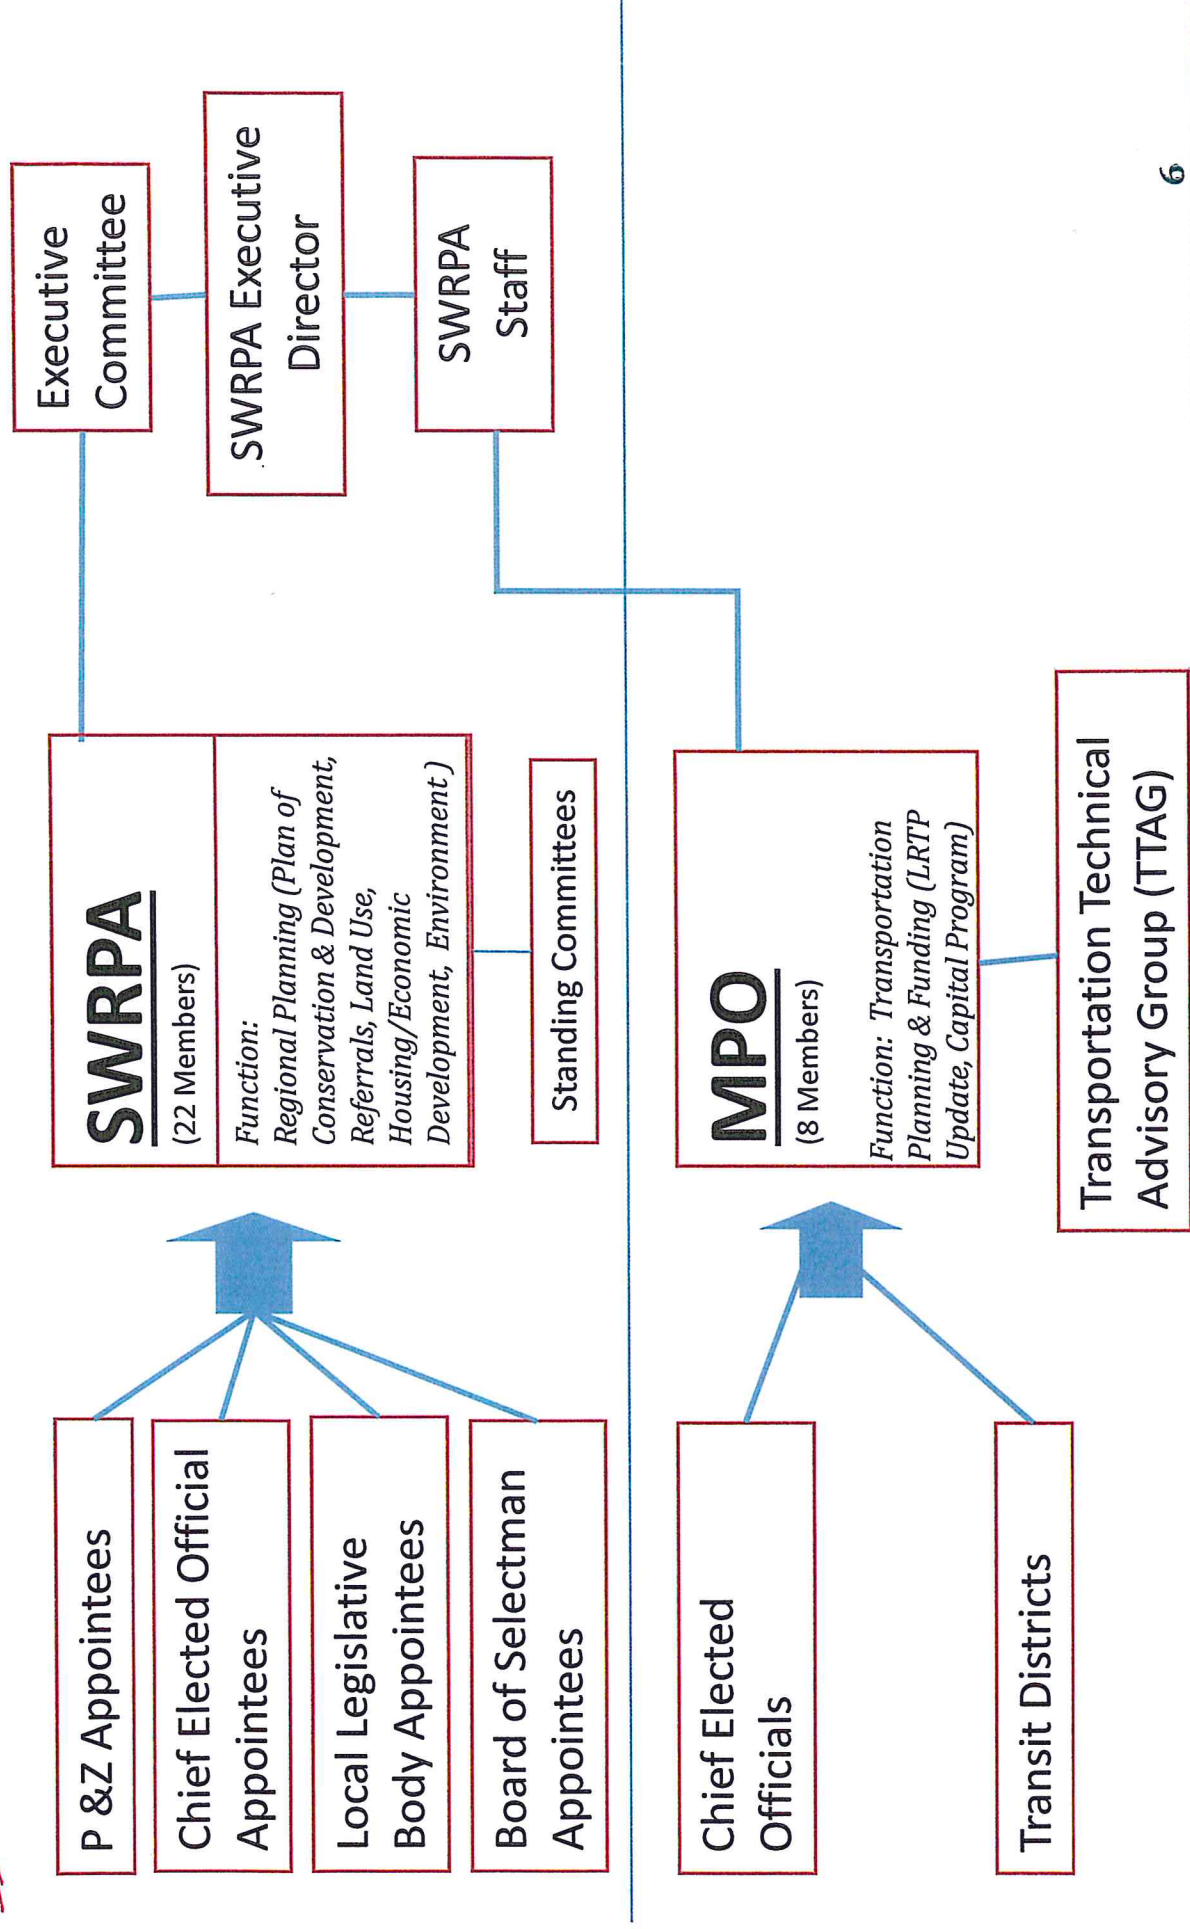 P &Z Appointees
Chief Elected Official
Appointees
Local Legislative
Body Appointees
Board of Selectman
Appointees
SWRPA
(22 Members)
Function:
Regional Planning (Plan of
Conservation & Development,
Referrals, Land Use,
Housing/Economic
Development, Environment )
Standing Committees
Executive
Committee
SWRPA Executive
Director
SWRPA
Staff
Chief Elected
Officials
Transit Districts
MPO
(8 Members)
Function: Transportation
Planning & Funding (LRTP
Update, Capital Program)
Transportation Technical
Advisory Group (TTAG)
6